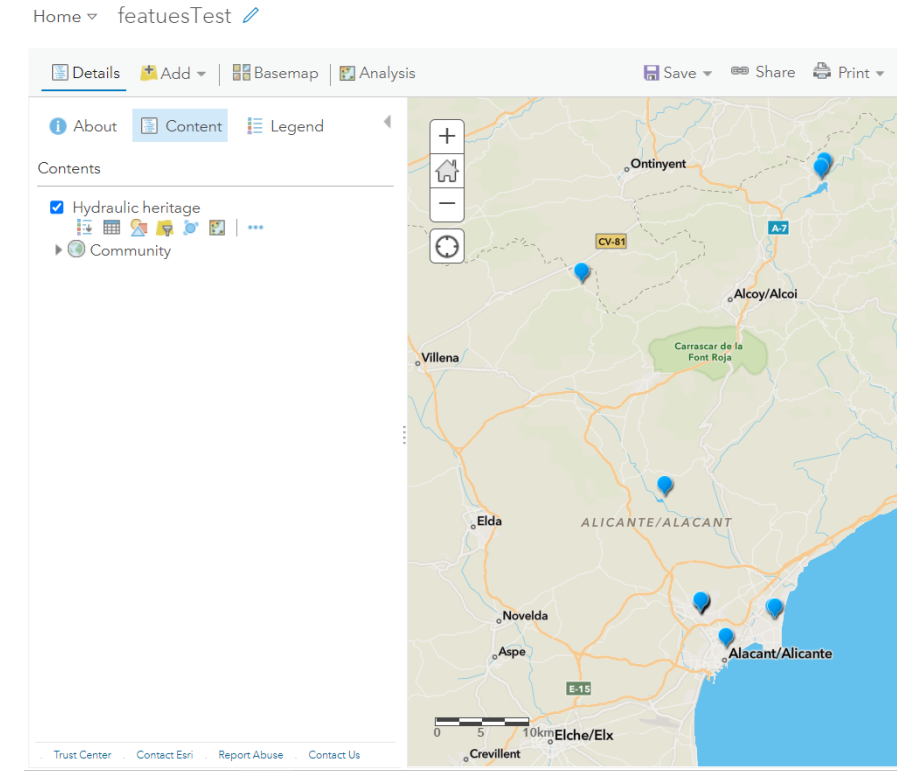 Home featuesTest
Details Add Basemap Analysis Save Share Print
About Content Legend
Contents
Hydraulic heritage
Community
Trust Center Contact Esri Report Abuse Contact Us
Ontinyent
A-7
CV-81
Alcoy/Alcoi
Carrascar de la
Font Roja
Villena
Elda
ALICANTE/ALACANT
Novelda
Aspe
Alacant/Alicante
E-15
0 5 10km
Elche/Elx
Crevillent